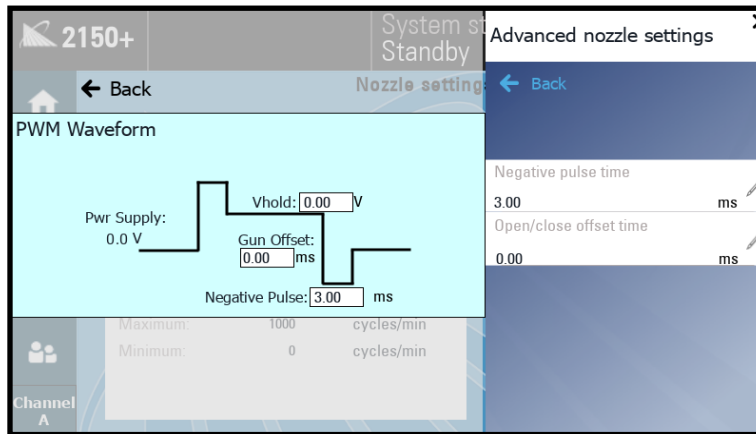 2150+
System st
Standby
Advanced nozzle settings
← Back
Nozzle setting
← Back
PWM Waveform
Pwr Supply:
0.0 V
Vhold: 0.00 V
Gun Offset:
0.00 ms
Negative Pulse: 3.00 ms
Negative pulse time
3.00 ms
Open/close offset time
0.00 ms
Maximum: 1000 cycles/min
Minimum: 0 cycles/min
Channel
A